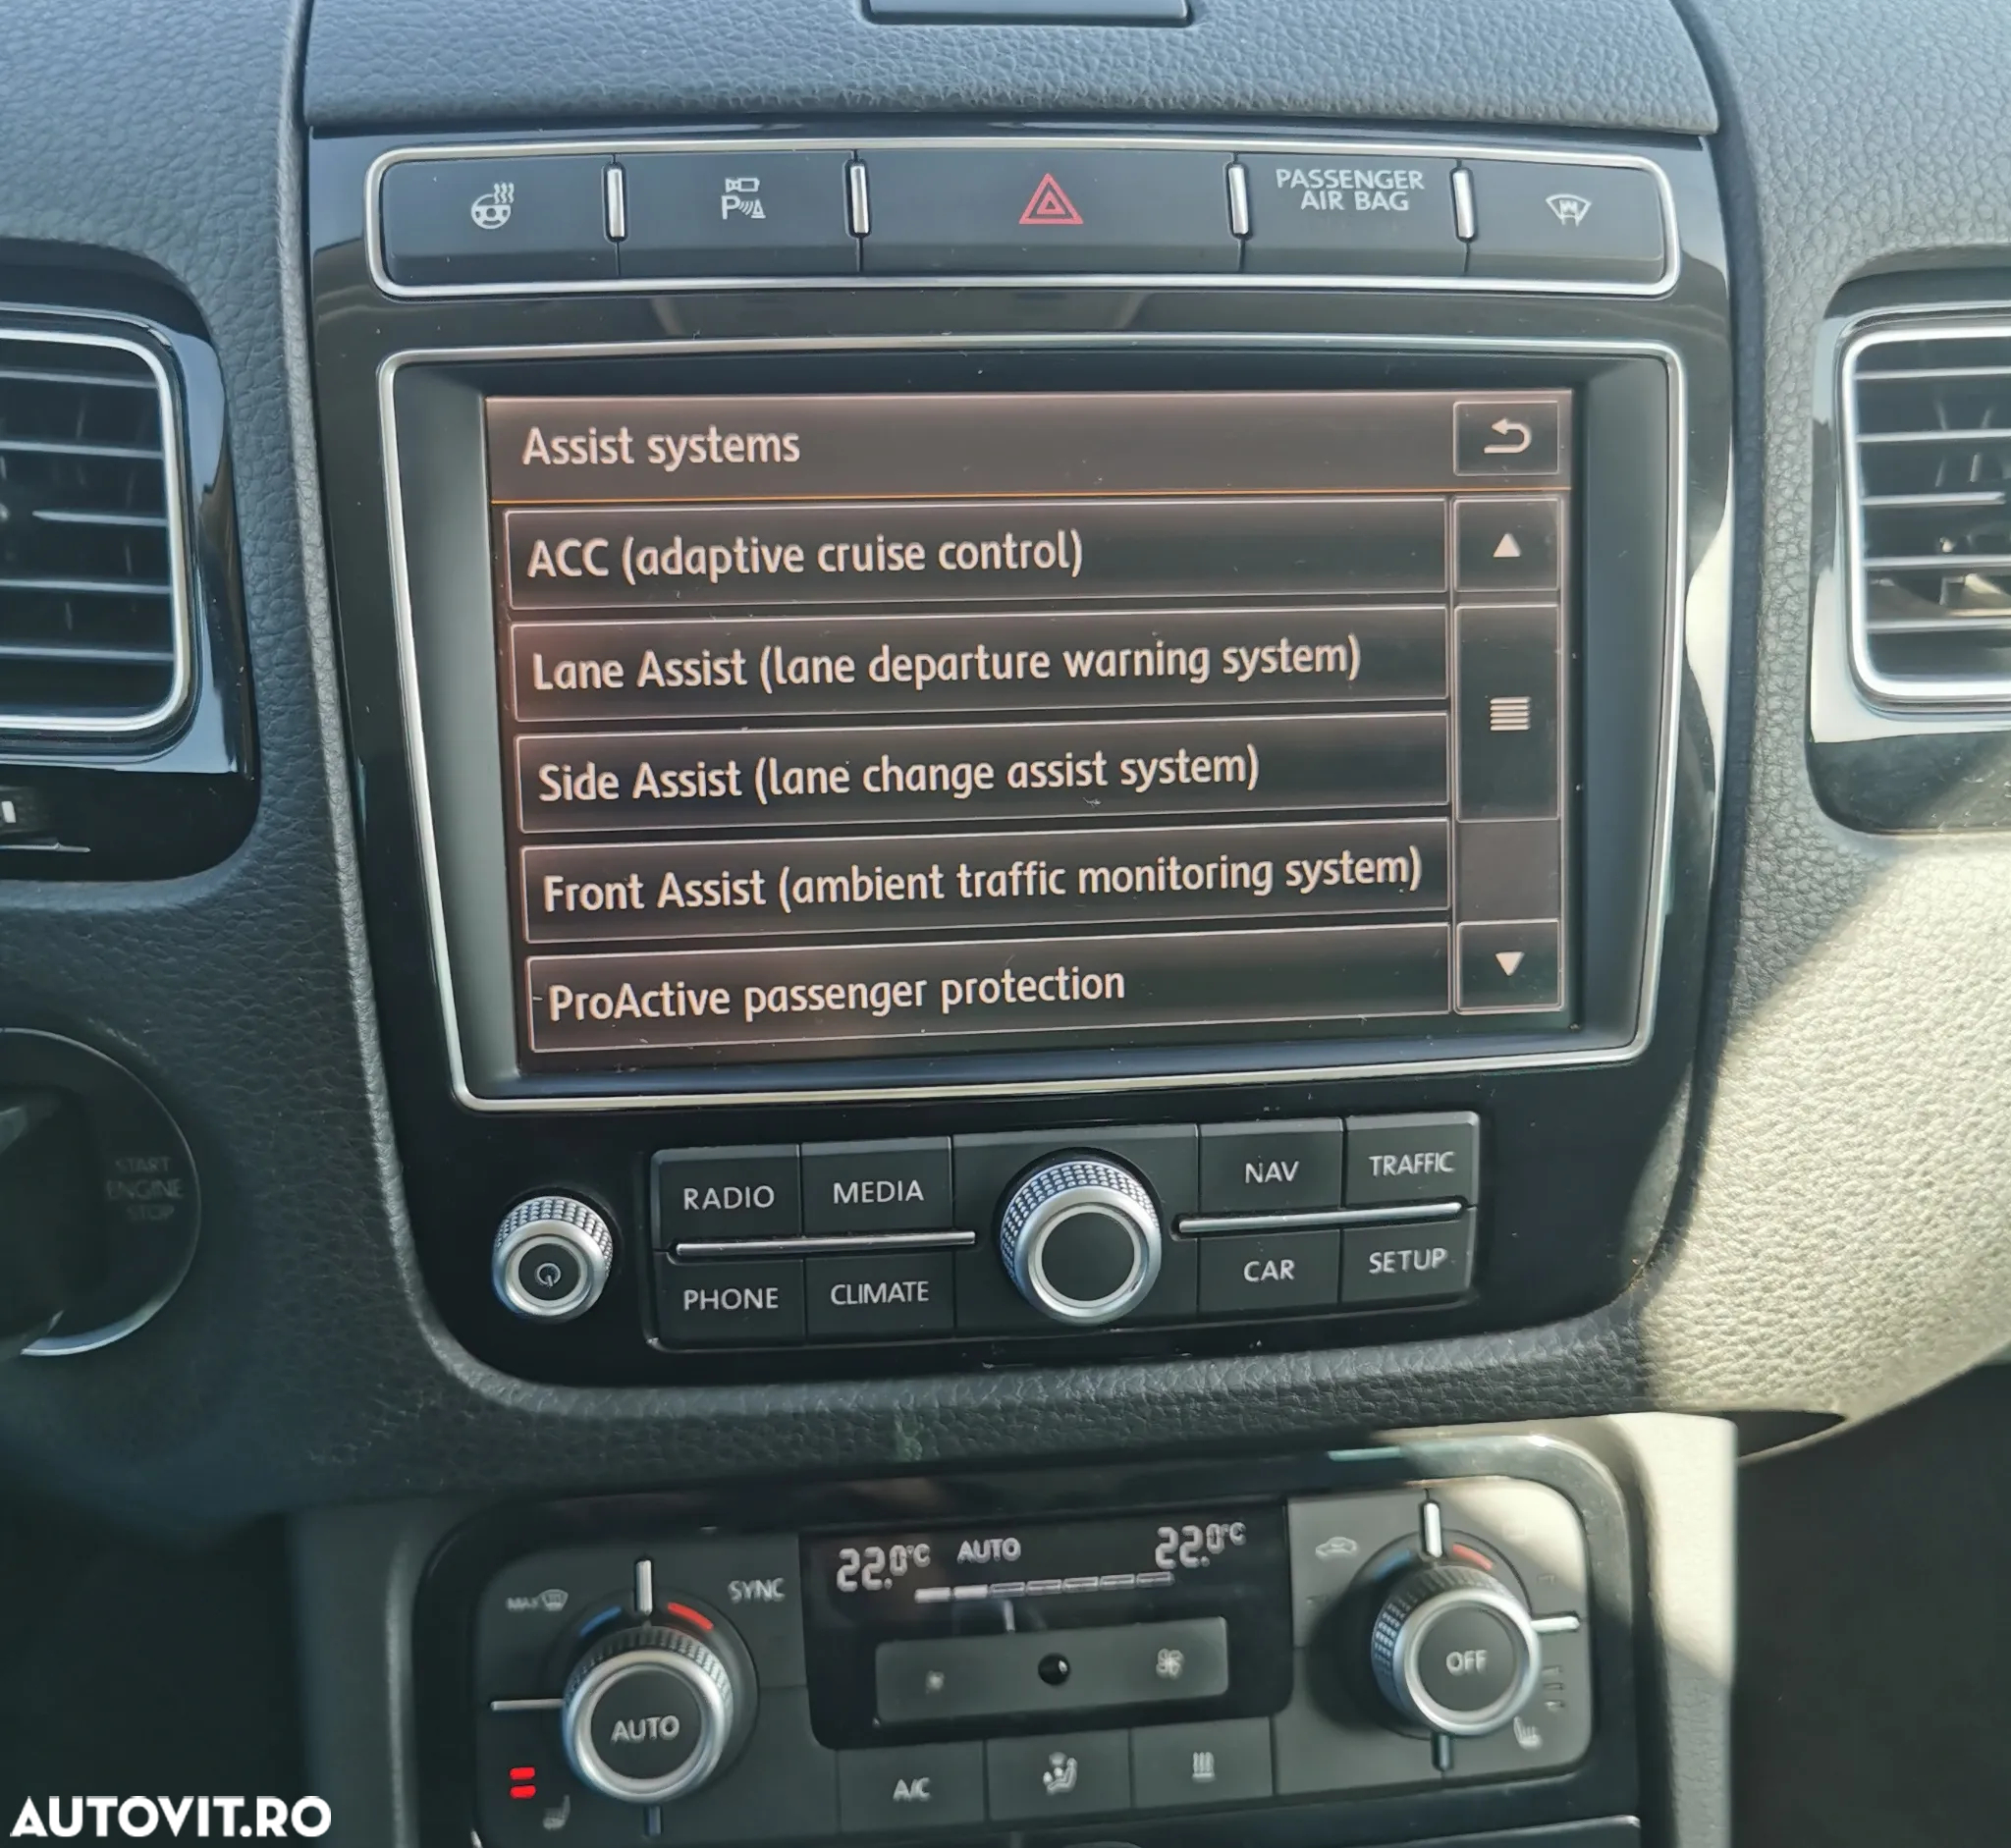 PASSENGER
AIR BAG
Assist systems
ACC (adaptive cruise control)
Lane Assist (lane departure warning system)
Side Assist (lane change assist system)
Front Assist (ambient traffic monitoring system)
ProActive passenger protection
START
ENGINE
STOP
RADIO
MEDIA
NAV
TRAFFIC
PHONE
CLIMATE
CAR
SETUP
22.0°C AUTO 22.0°C
MAX
SYNC
AUTO
OFF
A/C
AUTOVIT.RO